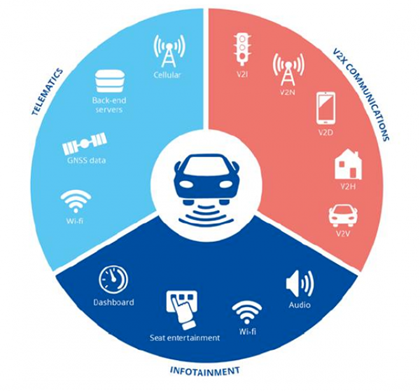 TELEMATICS
Cellular
Back-end
servers
GNSS data
Wi-fi
V2X COMMUNICATIONS
V2I
V2N
V2D
V2H
V2V
Dashboard
Seat entertainment
Wi-fi
Audio
INFOTAINMENT